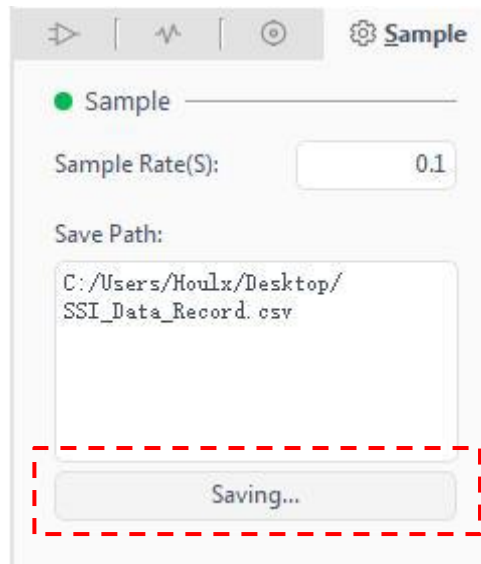 Sample
Sample
Sample Rate(S): 0.1
Save Path:
C:/Users/Houlx/Desktop/
SSI_Data_Record.csv
Saving...